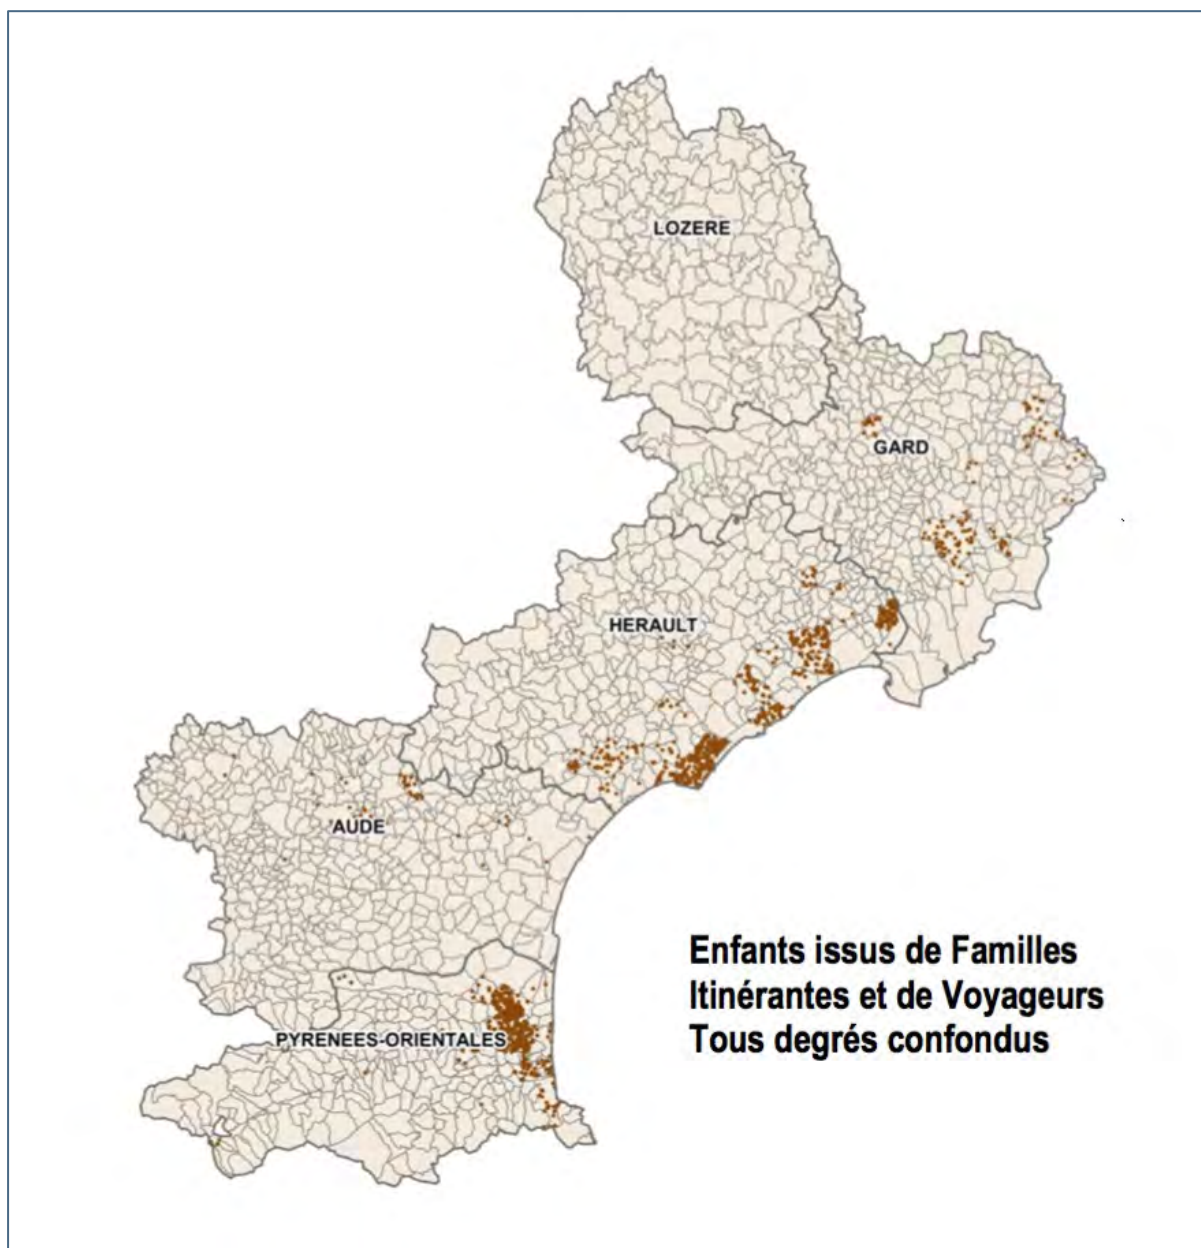 LOZERE
GARD
HERAULT
AUDE
PYRENEES-ORIENTALES
Enfants issus de Familles
Itinérantes et de Voyageurs
Tous degrés confondus